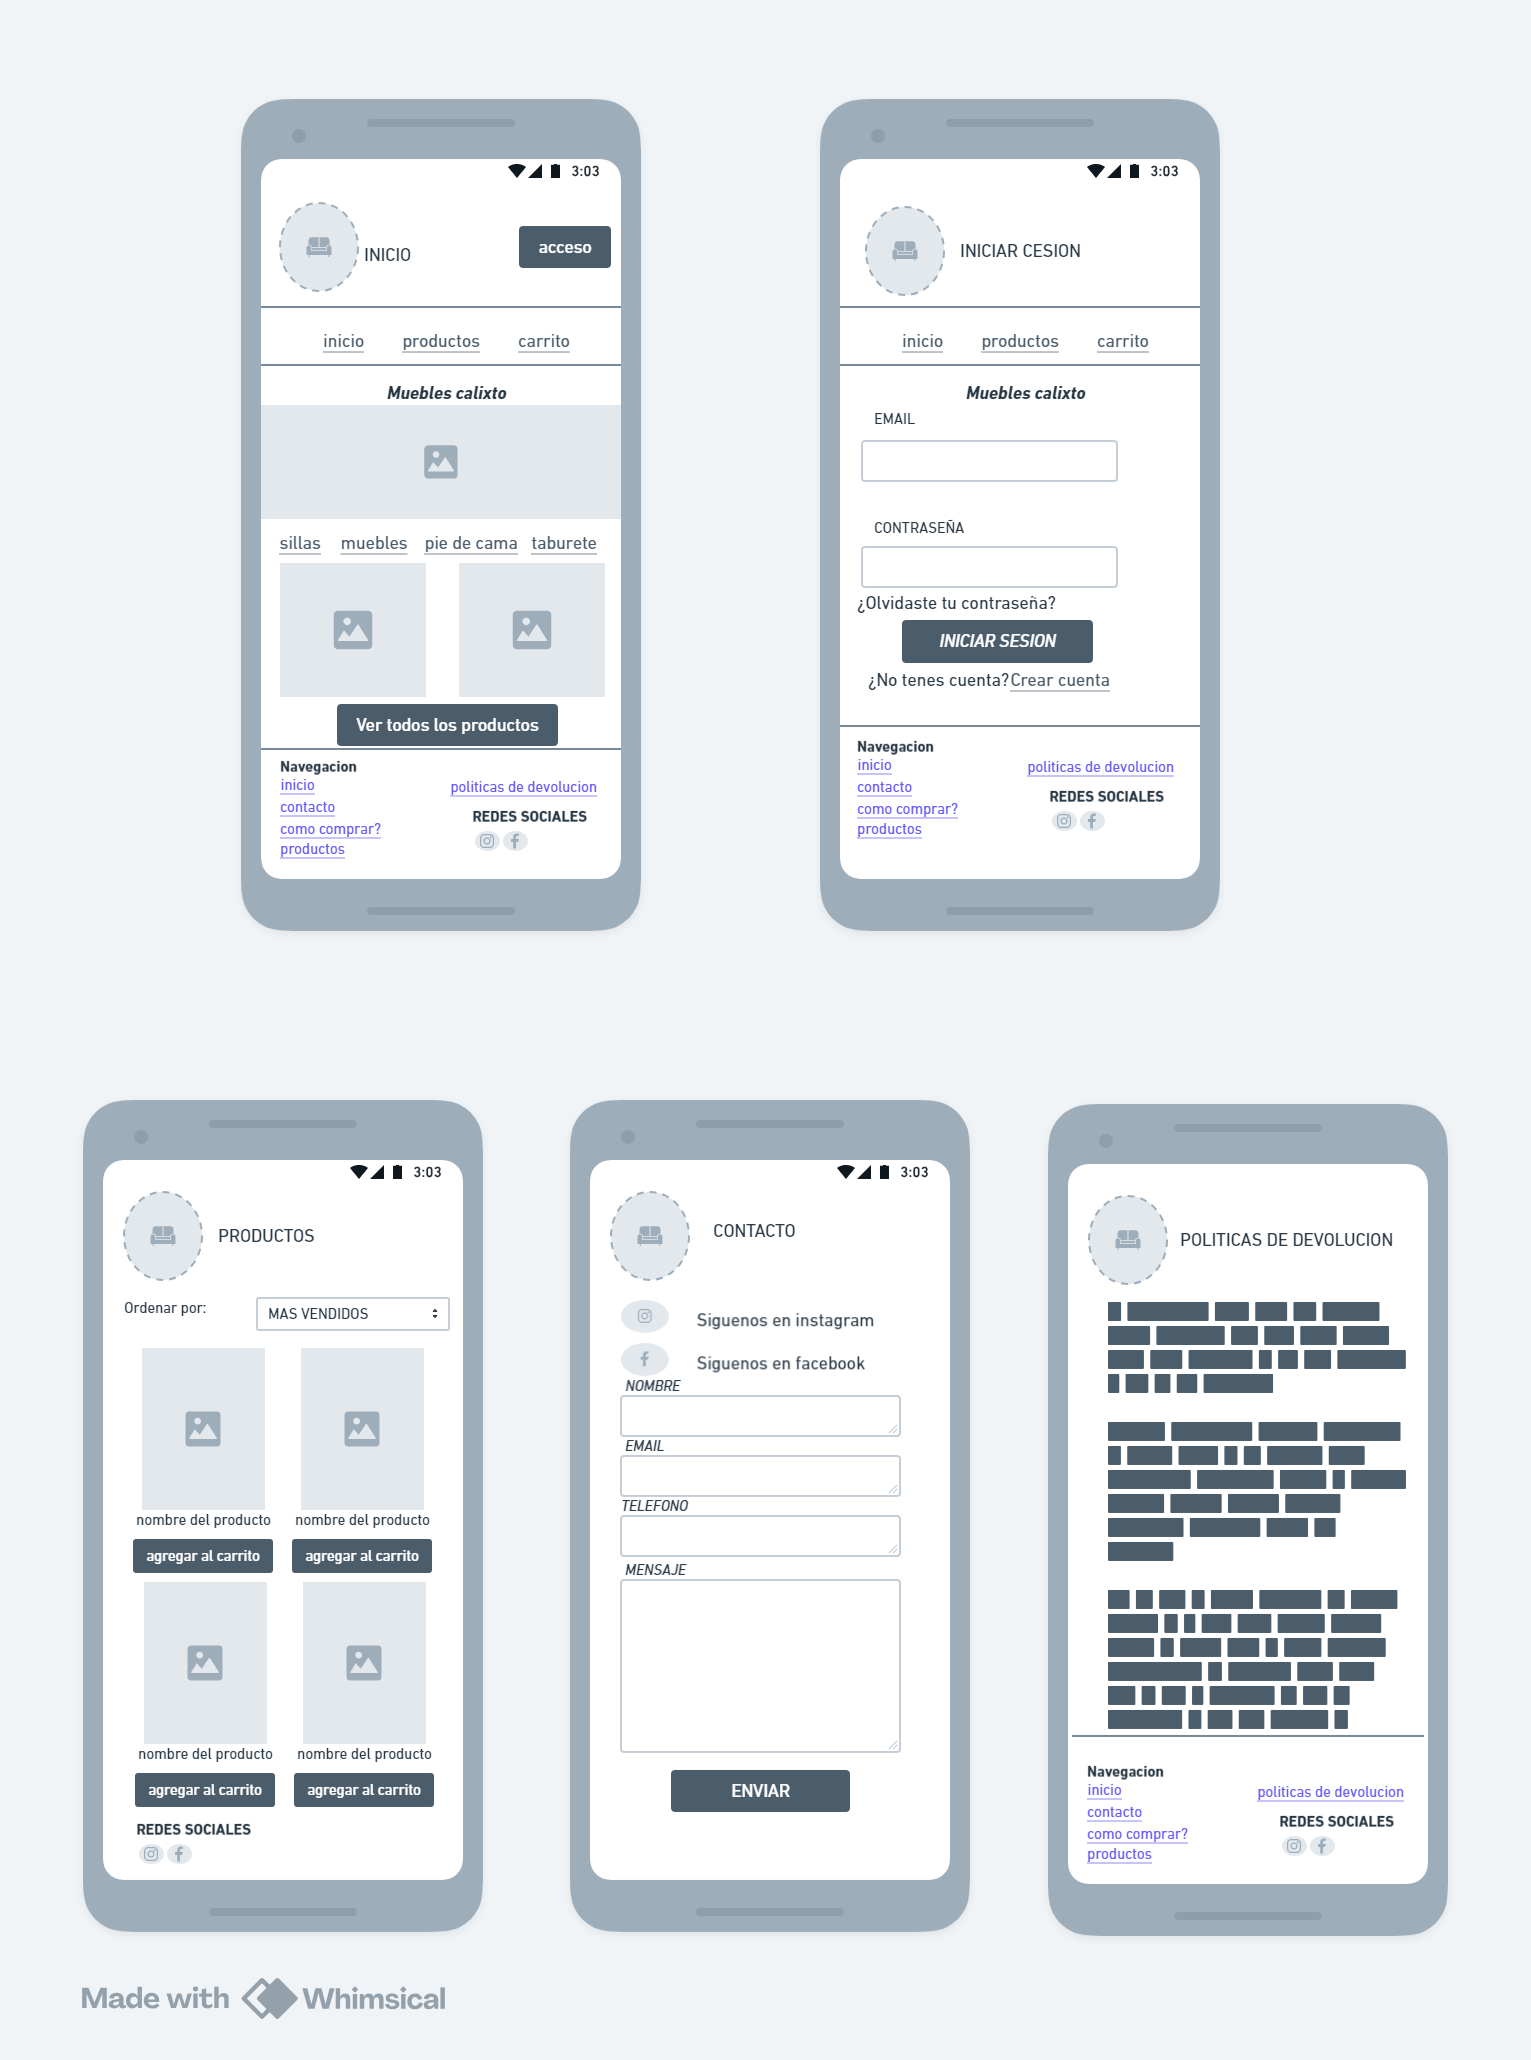 3:03
INICIO
acceso
inicio productos carrito
Muebles calixto
sillas muebles pie de cama taburete
Ver todos los productos
Navegacion
inicio
contacto
como comprar?
productos
politicas de devolucion
REDES SOCIALES
3:03
INICIAR CESION
inicio productos carrito
Muebles calixto
EMAIL
CONTRASEÑA
¿Olvidaste tu contraseña?
INICIAR SESION
¿No tenes cuenta?Crear cuenta
Navegacion
inicio
contacto
como comprar?
productos
politicas de devolucion
REDES SOCIALES
3:03
PRODUCTOS
Ordenar por: MAS VENDIDOS
nombre del producto nombre del producto
agregar al carrito agregar al carrito
nombre del producto nombre del producto
agregar al carrito agregar al carrito
REDES SOCIALES
3:03
CONTACTO
Siguenos en instagram
Siguenos en facebook
NOMBRE
EMAIL
TELEFONO
MENSAJE
ENVIAR
POLITICAS DE DEVOLUCION
Navegacion
inicio
contacto
como comprar?
productos
politicas de devolucion
REDES SOCIALES
Made with Whimsical